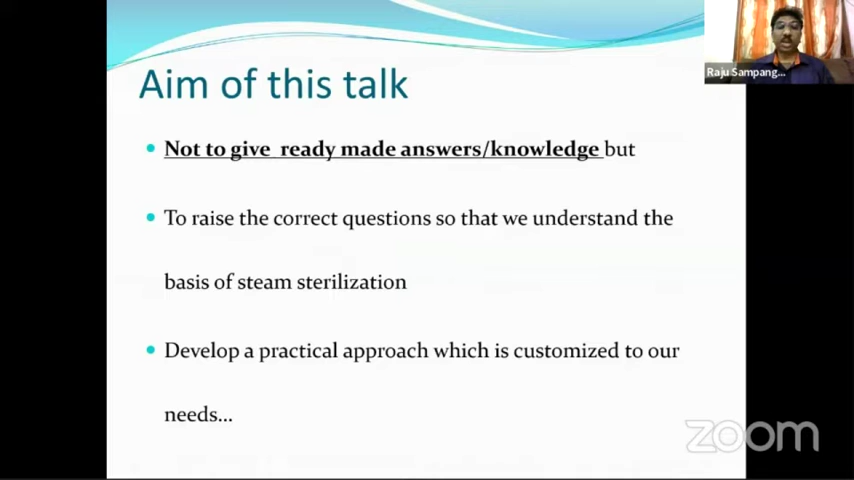 Aim of this talk
Raju Sampang...
• Not to give ready made answers/knowledge but
• To raise the correct questions so that we understand the
basis of steam sterilization
• Develop a practical approach which is customized to our
needs...
zoom